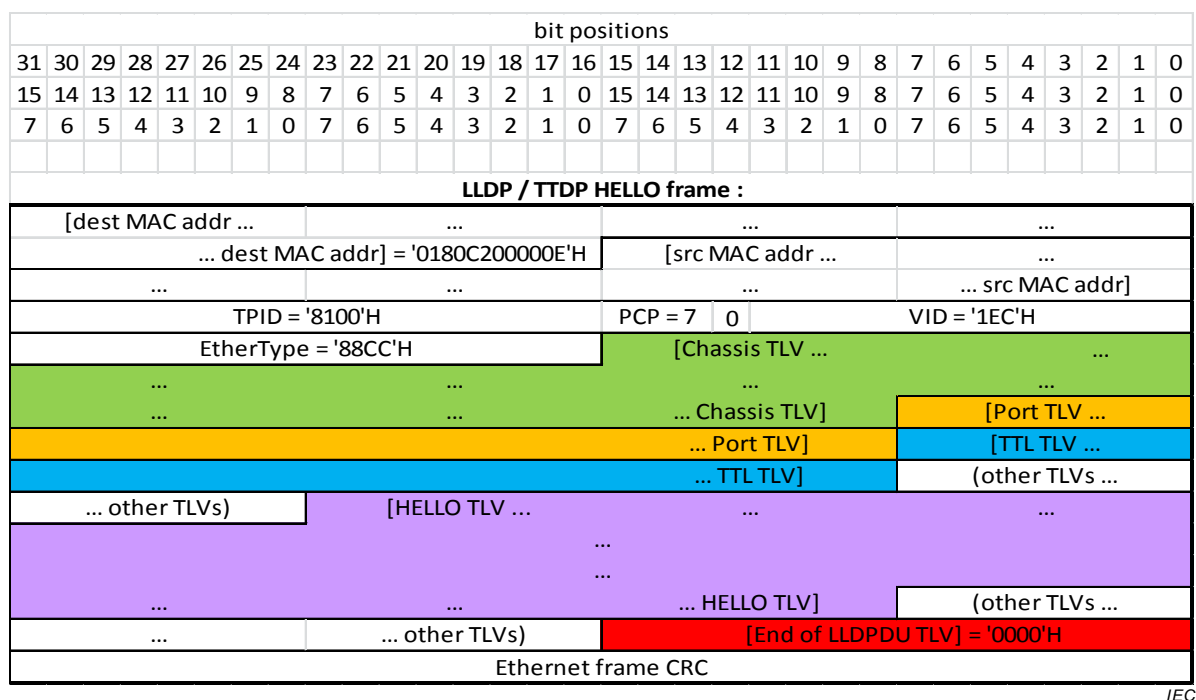 bit positions
31 30 29 28 27 26 25 24 23 22 21 20 19 18 17 16 15 14 13 12 11 10 9 8 7 6 5 4 3 2 1 0
15 14 13 12 11 10 9 8 7 6 5 4 3 2 1 0 15 14 13 12 11 10 9 8 7 6 5 4 3 2 1 0
7 6 5 4 3 2 1 0 7 6 5 4 3 2 1 0 7 6 5 4 3 2 1 0 7 6 5 4 3 2 1 0
LLDP / TTDP HELLO frame :
[dest MAC addr ... ... ... ...
... dest MAC addr] = '0180C200000E'H [src MAC addr ... ...
... ... ... ... src MAC addr]
TPID = '8100'H PCP = 7 0 VID = '1EC'H
EtherType = '88CC'H [Chassis TLV ... ...
... ... ... ...
... ... ... Chassis TLV] [Port TLV ...
... Port TLV] [TTL TLV ...
... TTL TLV] (other TLVs ...
... other TLVs) [HELLO TLV ... ... ...
...
...
... ... ... HELLO TLV] (other TLVs ...
... ... other TLVs) [End of LLDPDU TLV] = '0000'H
Ethernet frame CRC
IEC